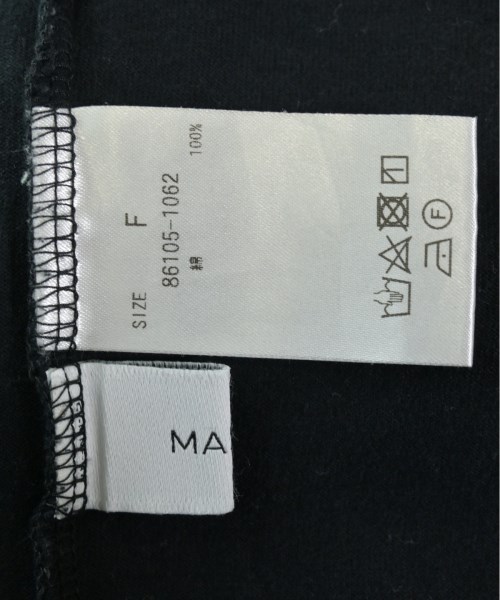 SIZE F
86105-1062
綿 100%
F
MA